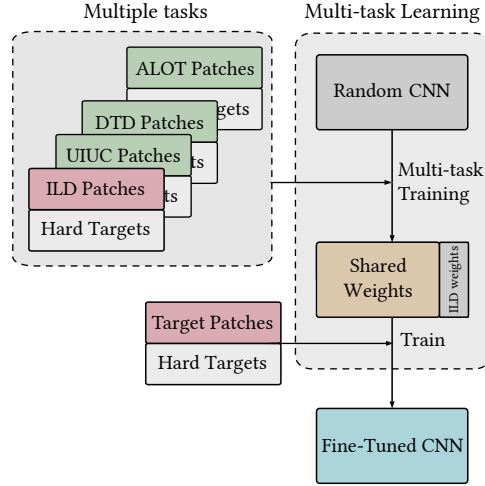 Multiple tasks
Multi-task Learning
ALOT Patches
gets
DTD Patches
ts
UIUC Patches
ts
ILD Patches
Hard Targets
Random CNN
Multi-task
Training
Shared
Weights
ILD weights
Target Patches
Hard Targets
Train
Fine-Tuned CNN